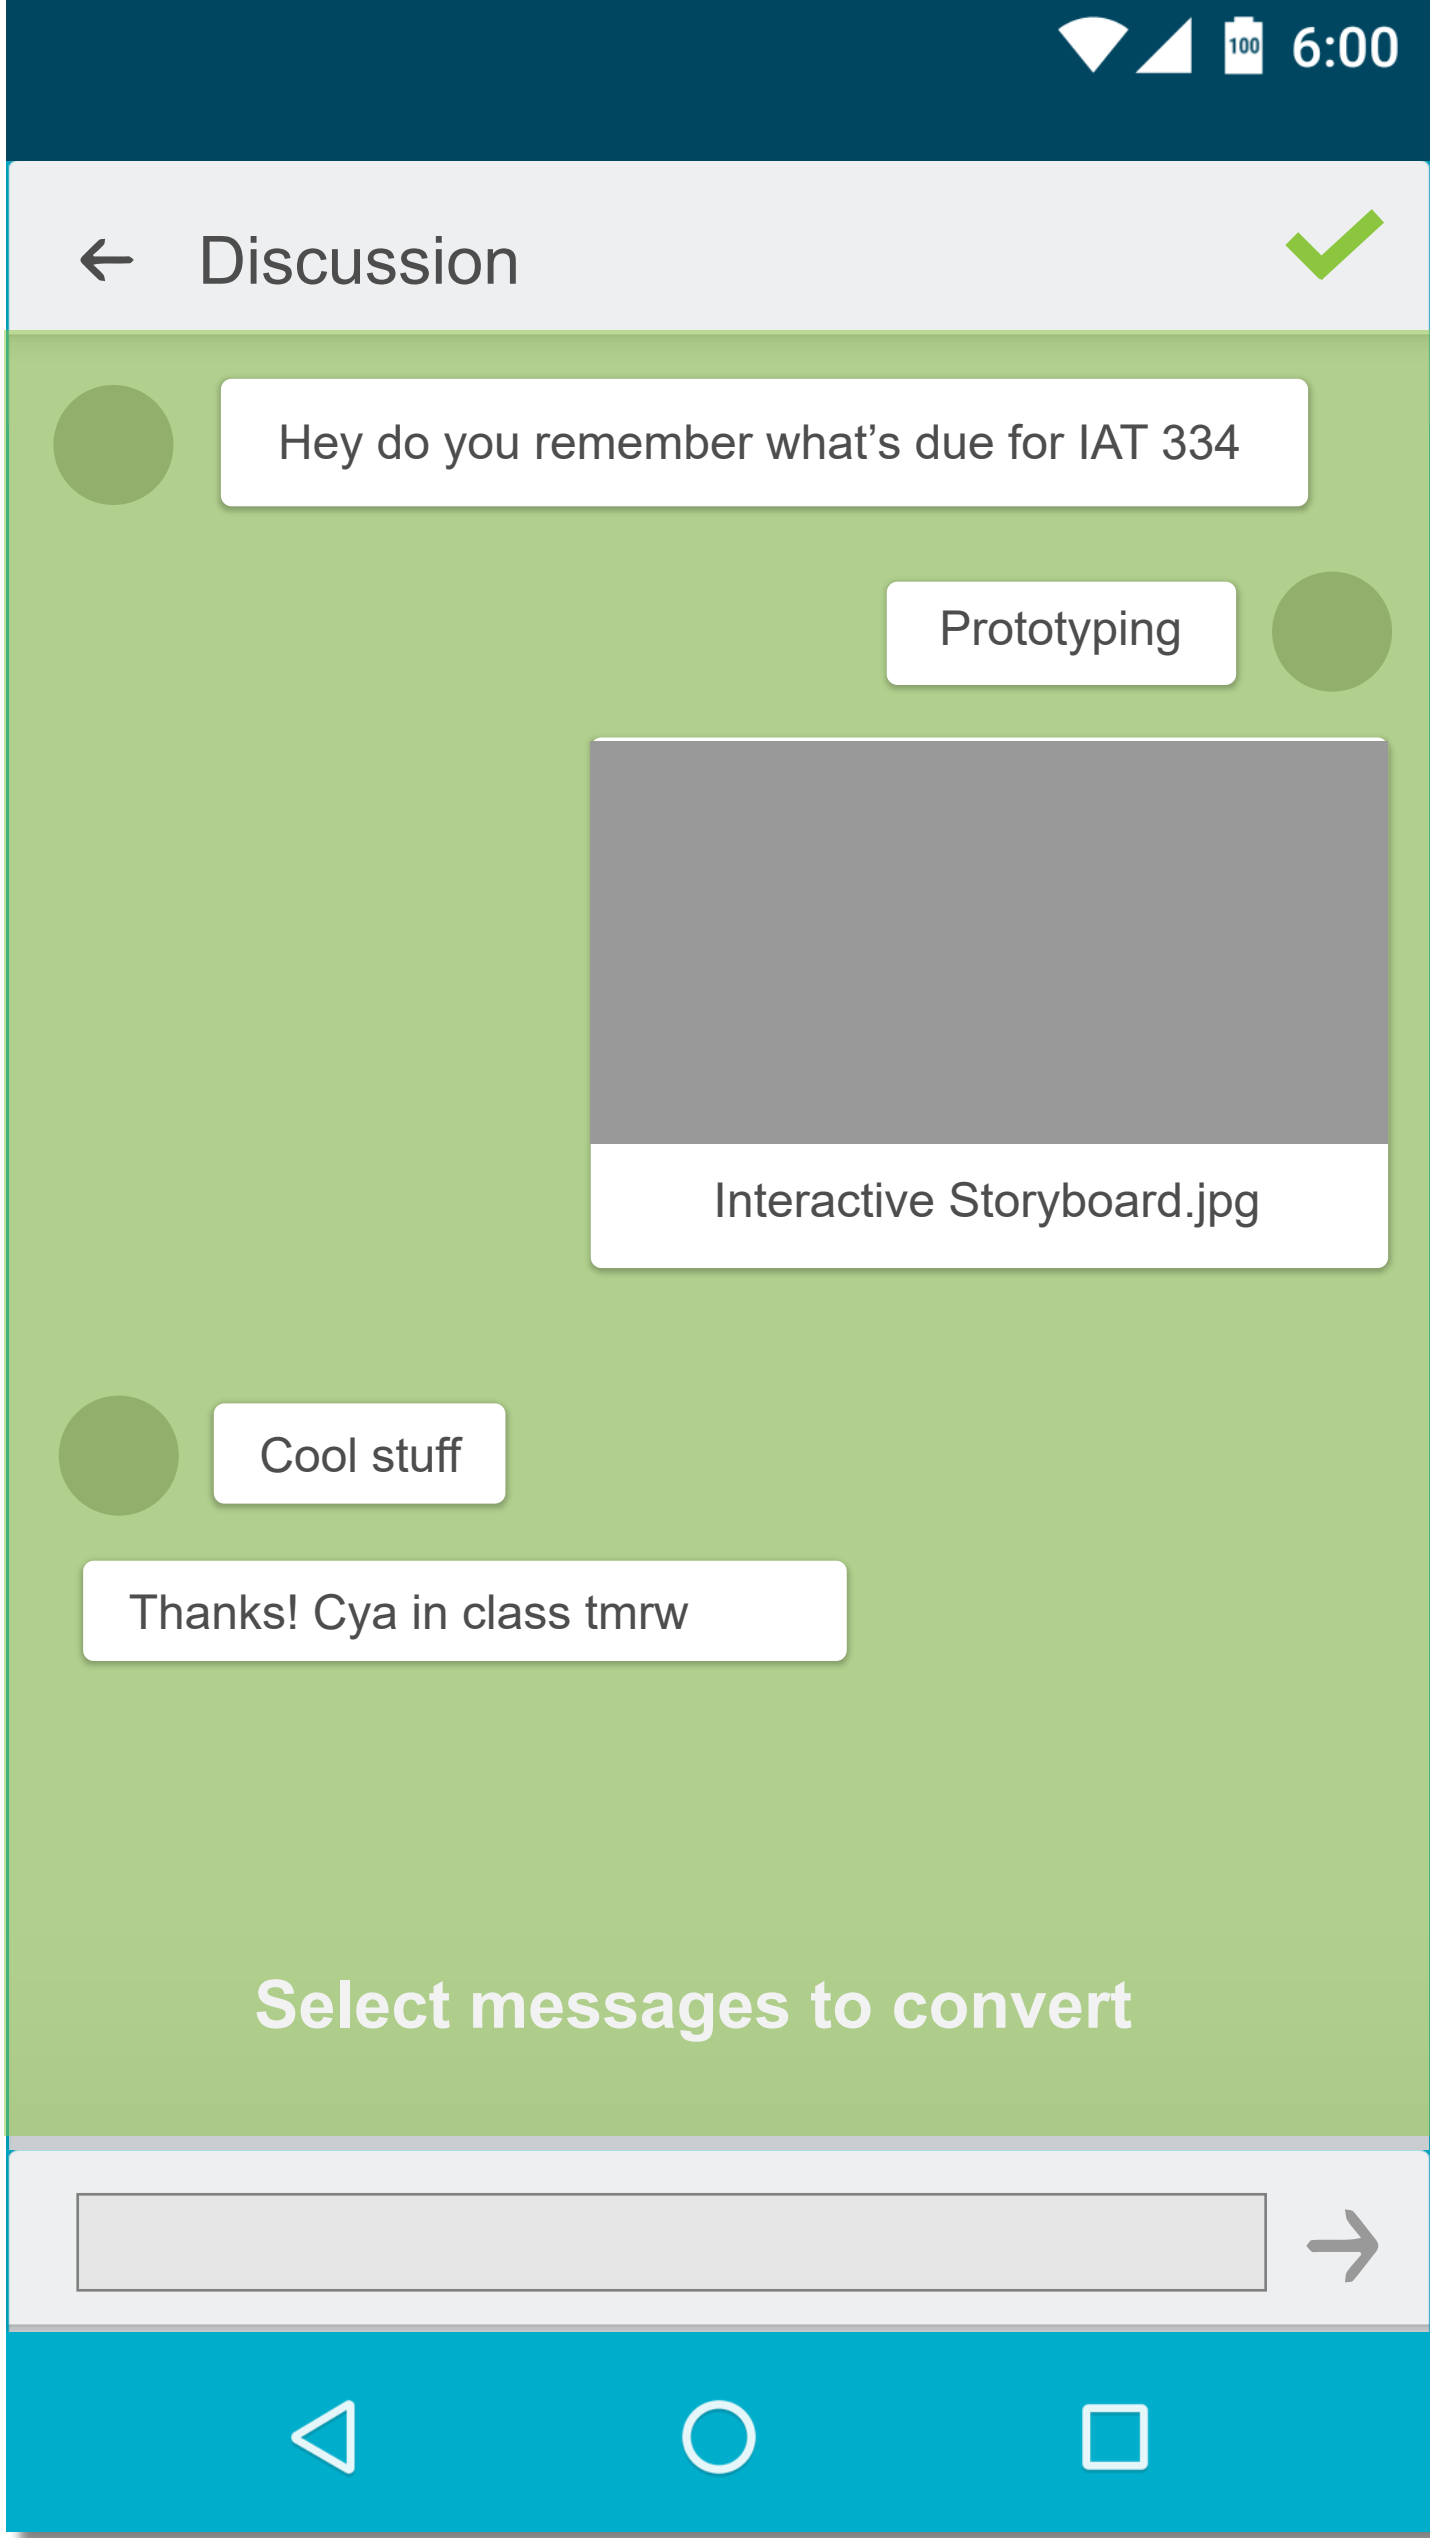 100 6:00
Discussion
Hey do you remember what’s due for IAT 334
Prototyping
Interactive Storyboard.jpg
Cool stuff
Thanks! Cya in class tmrw
Select messages to convert